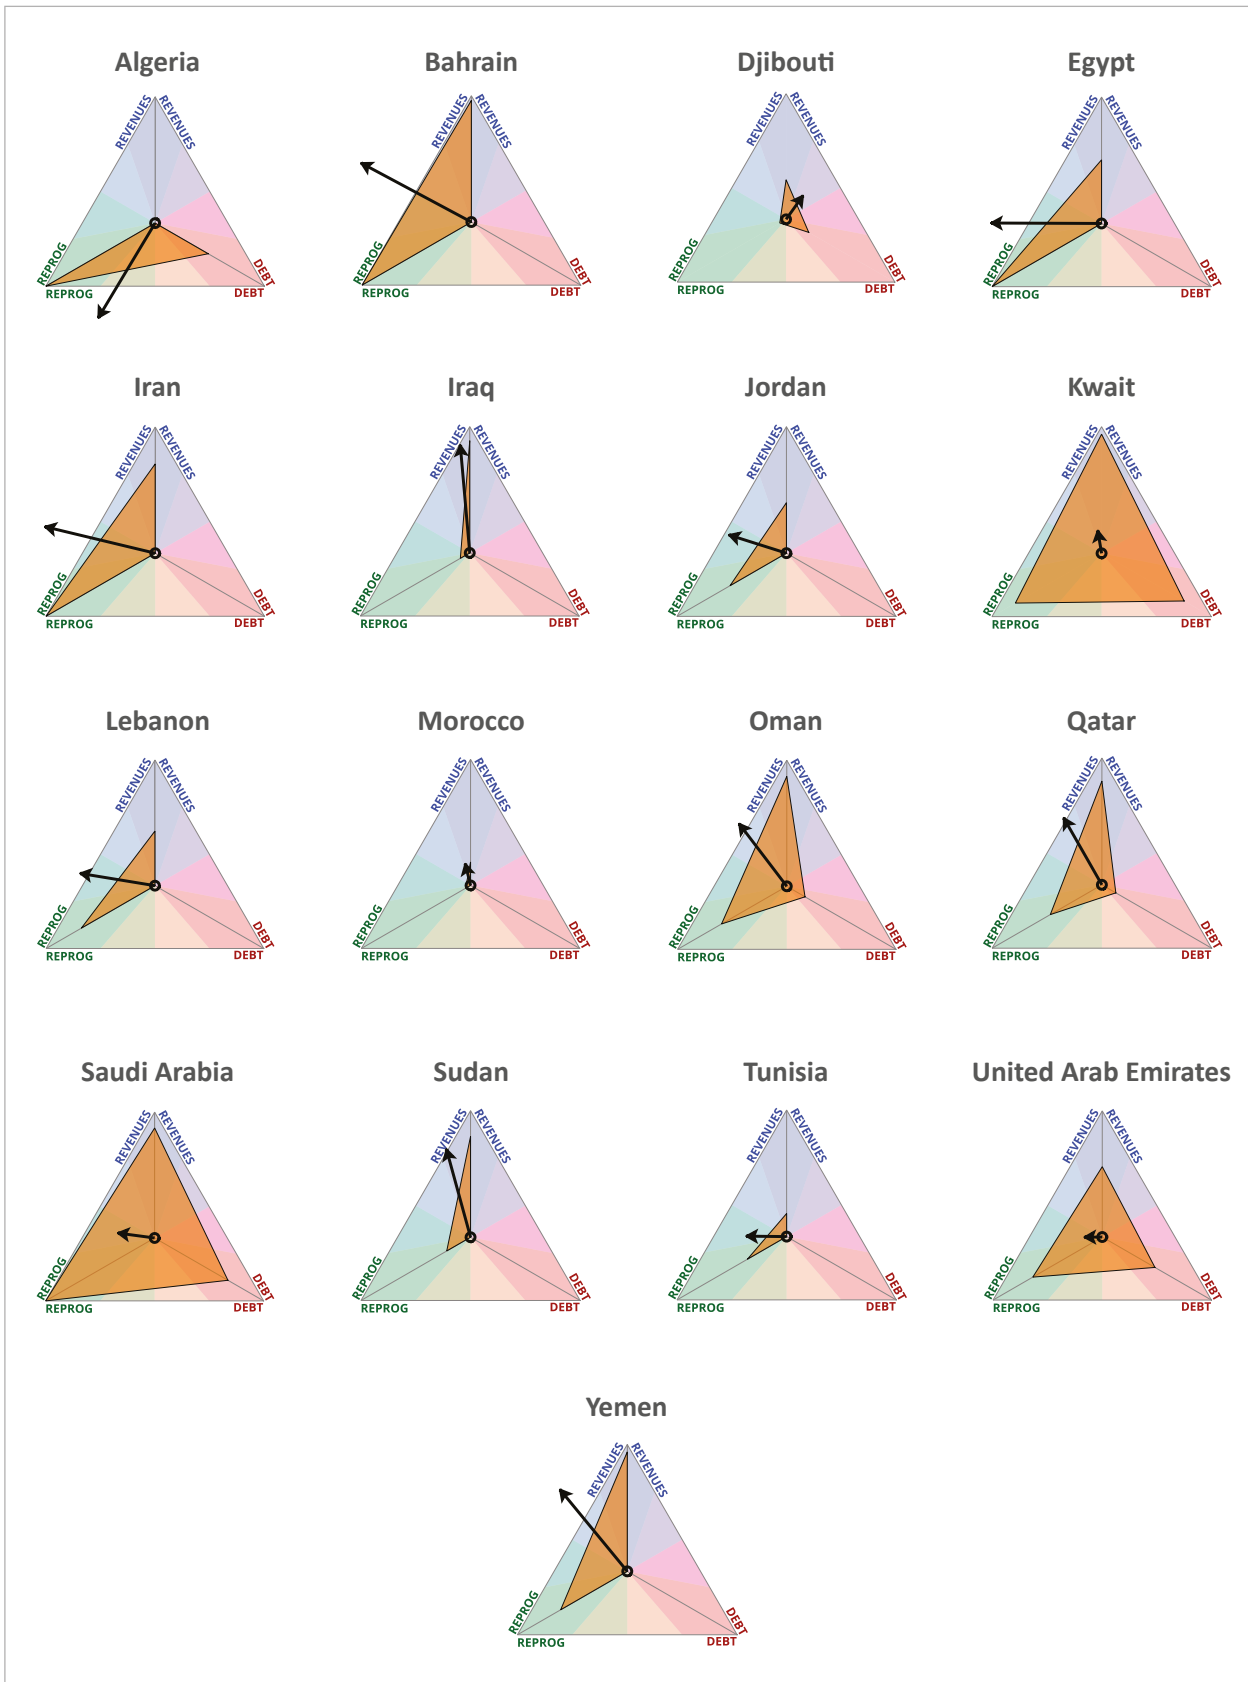 Algeria
REVENUES
REVENUES
REPROG
REPROG
DEBT
DEBT
Bahrain
REVENUES
REVENUES
REPROG
REPROG
DEBT
DEBT
Djibouti
REVENUES
REVENUES
REPROG
REPROG
DEBT
DEBT
Egypt
REVENUES
REVENUES
REPROG
REPROG
DEBT
DEBT
Iran
REVENUES
REVENUES
REPROG
REPROG
DEBT
DEBT
Iraq
REVENUES
REVENUES
REPROG
REPROG
DEBT
DEBT
Jordan
REVENUES
REVENUES
REPROG
REPROG
DEBT
DEBT
Kwait
REVENUES
REVENUES
REPROG
REPROG
DEBT
DEBT
Lebanon
REVENUES
REVENUES
REPROG
REPROG
DEBT
DEBT
Morocco
REVENUES
REVENUES
REPROG
REPROG
DEBT
DEBT
Oman
REVENUES
REVENUES
REPROG
REPROG
DEBT
DEBT
Qatar
REVENUES
REVENUES
REPROG
REPROG
DEBT
DEBT
Saudi Arabia
REVENUES
REVENUES
REPROG
REPROG
DEBT
DEBT
Sudan
REVENUES
REVENUES
REPROG
REPROG
DEBT
DEBT
Tunisia
REVENUES
REVENUES
REPROG
REPROG
DEBT
DEBT
United Arab Emirates
REVENUES
REVENUES
REPROG
REPROG
DEBT
DEBT
Yemen
REVENUES
REVENUES
REPROG
REPROG
DEBT
DEBT